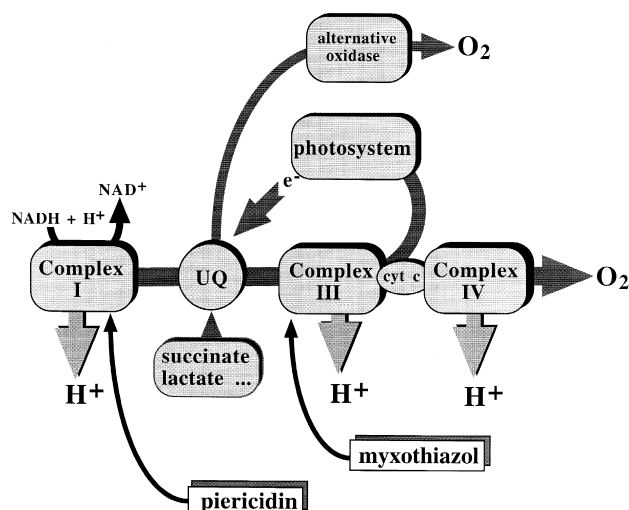 alternative
oxidase
O2
photosystem
e-
NAD+
NADH + H+
Complex
I
UQ
Complex
III
cyt c
Complex
IV
O2
succinate
lactate ...
H+
H+
H+
myxothiazol
piericidin